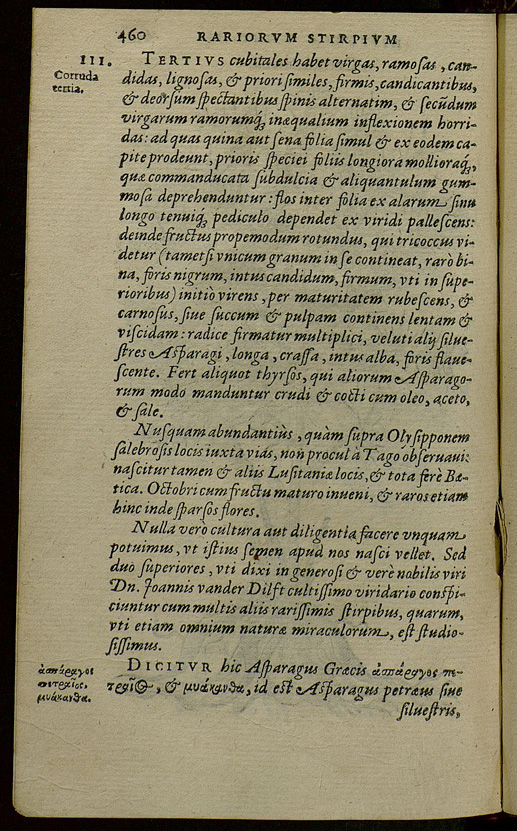 460 RARIORVM STIRPIVM
III.
Corruda
tertia.
TERTIVS cubitales habet virgas, ramosas, can-
didas, lignosas, & priori similes, firmis, candicantibus,
& deorsum spectantibus spinis alternatim, & secūdum
virgarum ramorumq́, inæqualium inflexionem horri-
das: ad quas quina aut sena folia simul & ex eodem ca-
pite prodeunt, prioris speciei foliis longiora mollioraq́,
quæ commanducata subdulcia & aliquantulum gum-
mosa deprehenduntur: flos inter folia ex alarum sinu
longo tenuiq́, pediculo dependet ex viridi pallescens:
deinde fructus propemodum rotundus, qui tricoccus vi-
detur (tametsi vnicum granum in se contineat, rarò bi-
na, foris nigrum, intus candidum, firmum, vti in supe-
rioribus) initiò virens, per maturitatem rubescens, &
carnosus, siue succum & pulpam continens lentam &
viscidam: radice firmatur multiplici, veluti alij silue-
stres Asparagi, longa, crassa, intus alba, foris flaue-
scente. Fert aliquot thyrsos, qui aliorum Asparago-
rum modo manduntur crudi & cocti cum oleo, aceto,
& sale.
Nusquam abundantiùs, quàm supra Olysipponem
salebrosis locis iuxta vias, non procul à Tago obseruaui:
nascitur tamen & aliis Lusitaniæ locis, & tota ferè Bæ-
tica. Octobri cum fructu maturo inueni, & raros etiam
hinc inde sparsos flores.
Nulla verò cultura aut diligentia facere vnquam
potuimus, vt istius semen apud nos nasci vellet. Sed
duo superiores, vti dixi in generosi & verè nobilis viri
Dn. Ioannis vander Dilft cultissimo viridario conspi-
ciuntur cum multis aliis rarissimis stirpibus, quarum,
vti etiam omnium naturæ miraculorum, est studio-
sissimus.
ἀσπάραγος
πετραῖος.
μυάκανθα.
DICITVR hic Asparagus Græcis ἀσπάραγος πε-
τραῖος, & μυάκανθα, id est Asparagus petræus siue
siluestris,